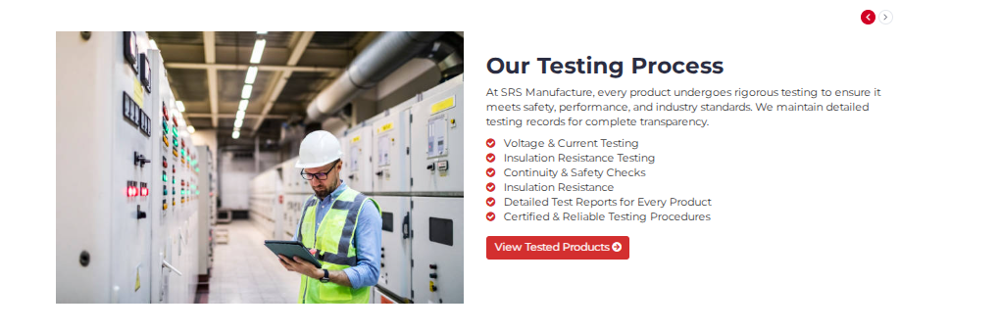 Our Testing Process
At SRS Manufacture, every product undergoes rigorous testing to ensure it
meets safety, performance, and industry standards. We maintain detailed
testing records for complete transparency.
Voltage & Current Testing
Insulation Resistance Testing
Continuity & Safety Checks
Insulation Resistance
Detailed Test Reports for Every Product
Certified & Reliable Testing Procedures
View Tested Products